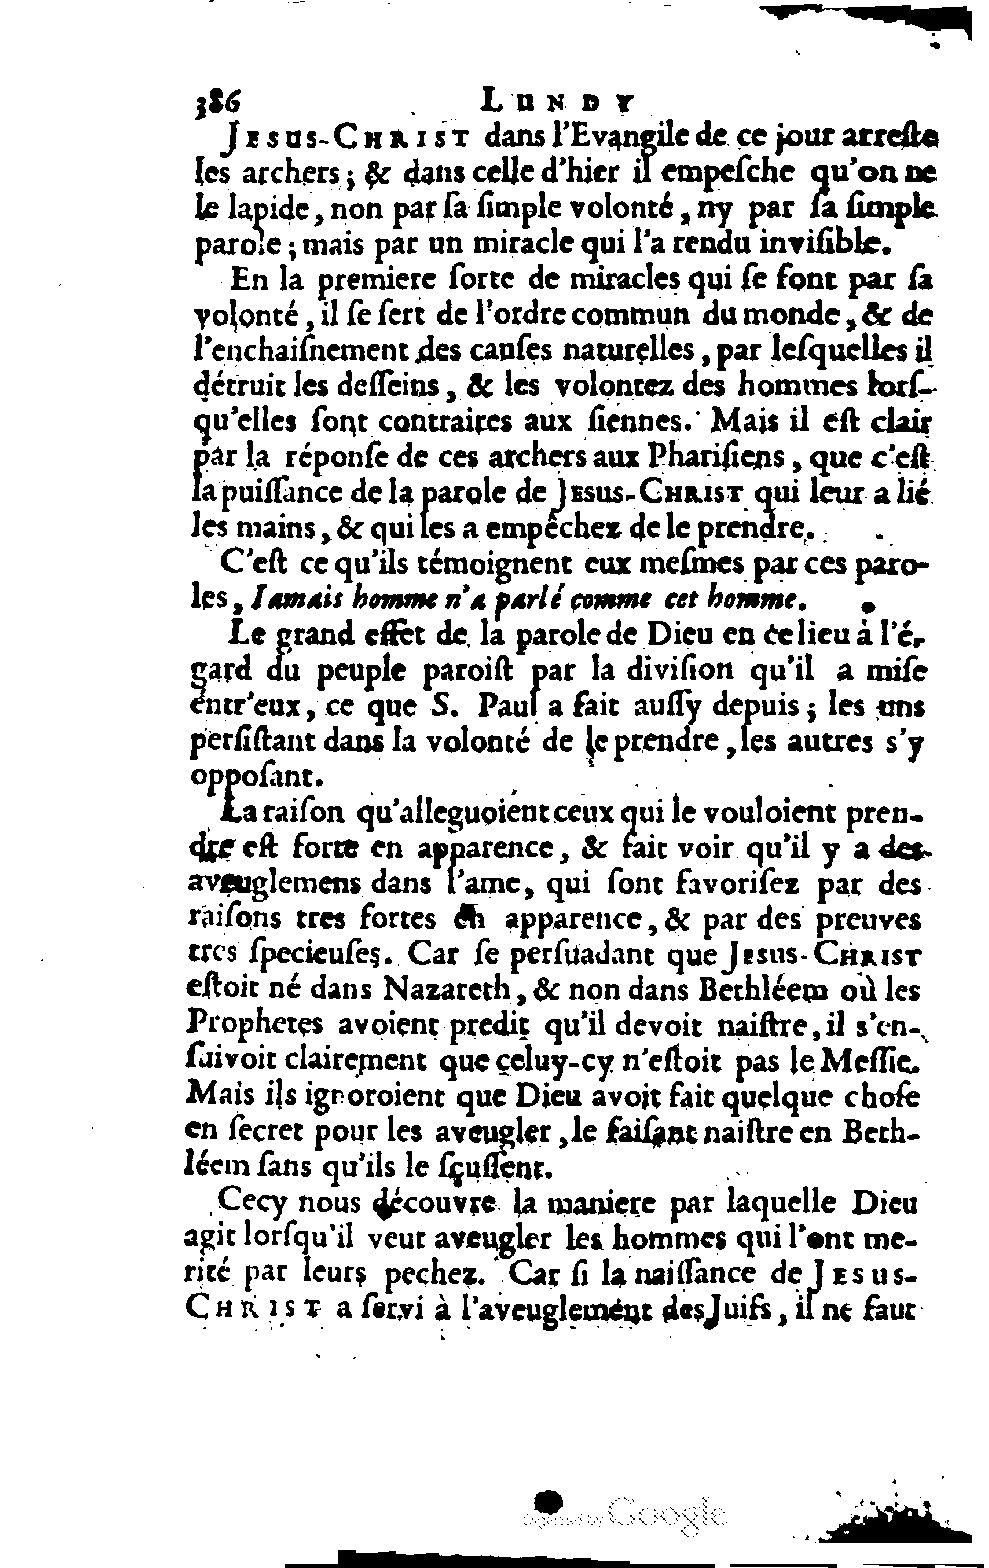 386 LUNDY
JESUS-CHRIST dans l'Evangile de ce jour arreſte
les archers ; & dans celle d'hier il empeſche qu'on ne
le lapide , non par ſa ſimple volonté , ny par ſa ſimple
parole ; mais par un miracle qui l'a rendu inviſible.
En la premiere ſorte de miracles qui ſe font par ſa
volonté , il ſe ſert de l'ordre commun du monde , & de
l'enchaiſnement des cauſes naturelles , par leſquelles il
détruit les deſſeins , & les volontez des hommes lorſ-
qu'elles ſont contraires aux ſiennes. Mais il eſt clair
par la réponſe de ces archers aux Phariſiens , que c'eſt
la puiſſance de la parole de JESUS-CHRIST qui leur a lié
les mains , & qui les a empêchez de le prendre.
C'eſt ce qu'ils témoignent eux meſmes par ces paro-
les , Iamais homme n'a parlé comme cet homme.
Le grand effet de la parole de Dieu en ce lieu à l'é-
gard du peuple paroiſt par la diviſion qu'il a miſe
entr'eux , ce que S. Paul a fait auſſy depuis ; les uns
perſiſtant dans la volonté de le prendre , les autres s'y
oppoſant.
La raiſon qu'alleguoient ceux qui le vouloient pren-
dre eſt forte en apparence , & fait voir qu'il y a des
aveuglemens dans l'ame , qui ſont favoriſez par des
raiſons tres fortes en apparence , & par des preuves
tres ſpecieuſes. Car ſe perſuadant que JESUS-CHRIST
eſtoit né dans Nazareth , & non dans Bethléem où les
Prophetes avoient predit qu'il devoit naiſtre , il s'en-
ſuivoit clairement que celuy-cy n'eſtoit pas le Meſſie.
Mais ils ignoroient que Dieu avoit fait quelque choſe
en ſecret pour les aveugler , le faiſant naiſtre en Beth-
léem ſans qu'ils le ſçuſſent.
Cecy nous découvre la maniere par laquelle Dieu
agit lorſqu'il veut aveugler les hommes qui l'ont me-
rité par leurs pechez. Car ſi la naiſſance de JESUS-
CHRIST a ſervi à l'aveuglement des Juifs , il ne faut
Digitized by Google